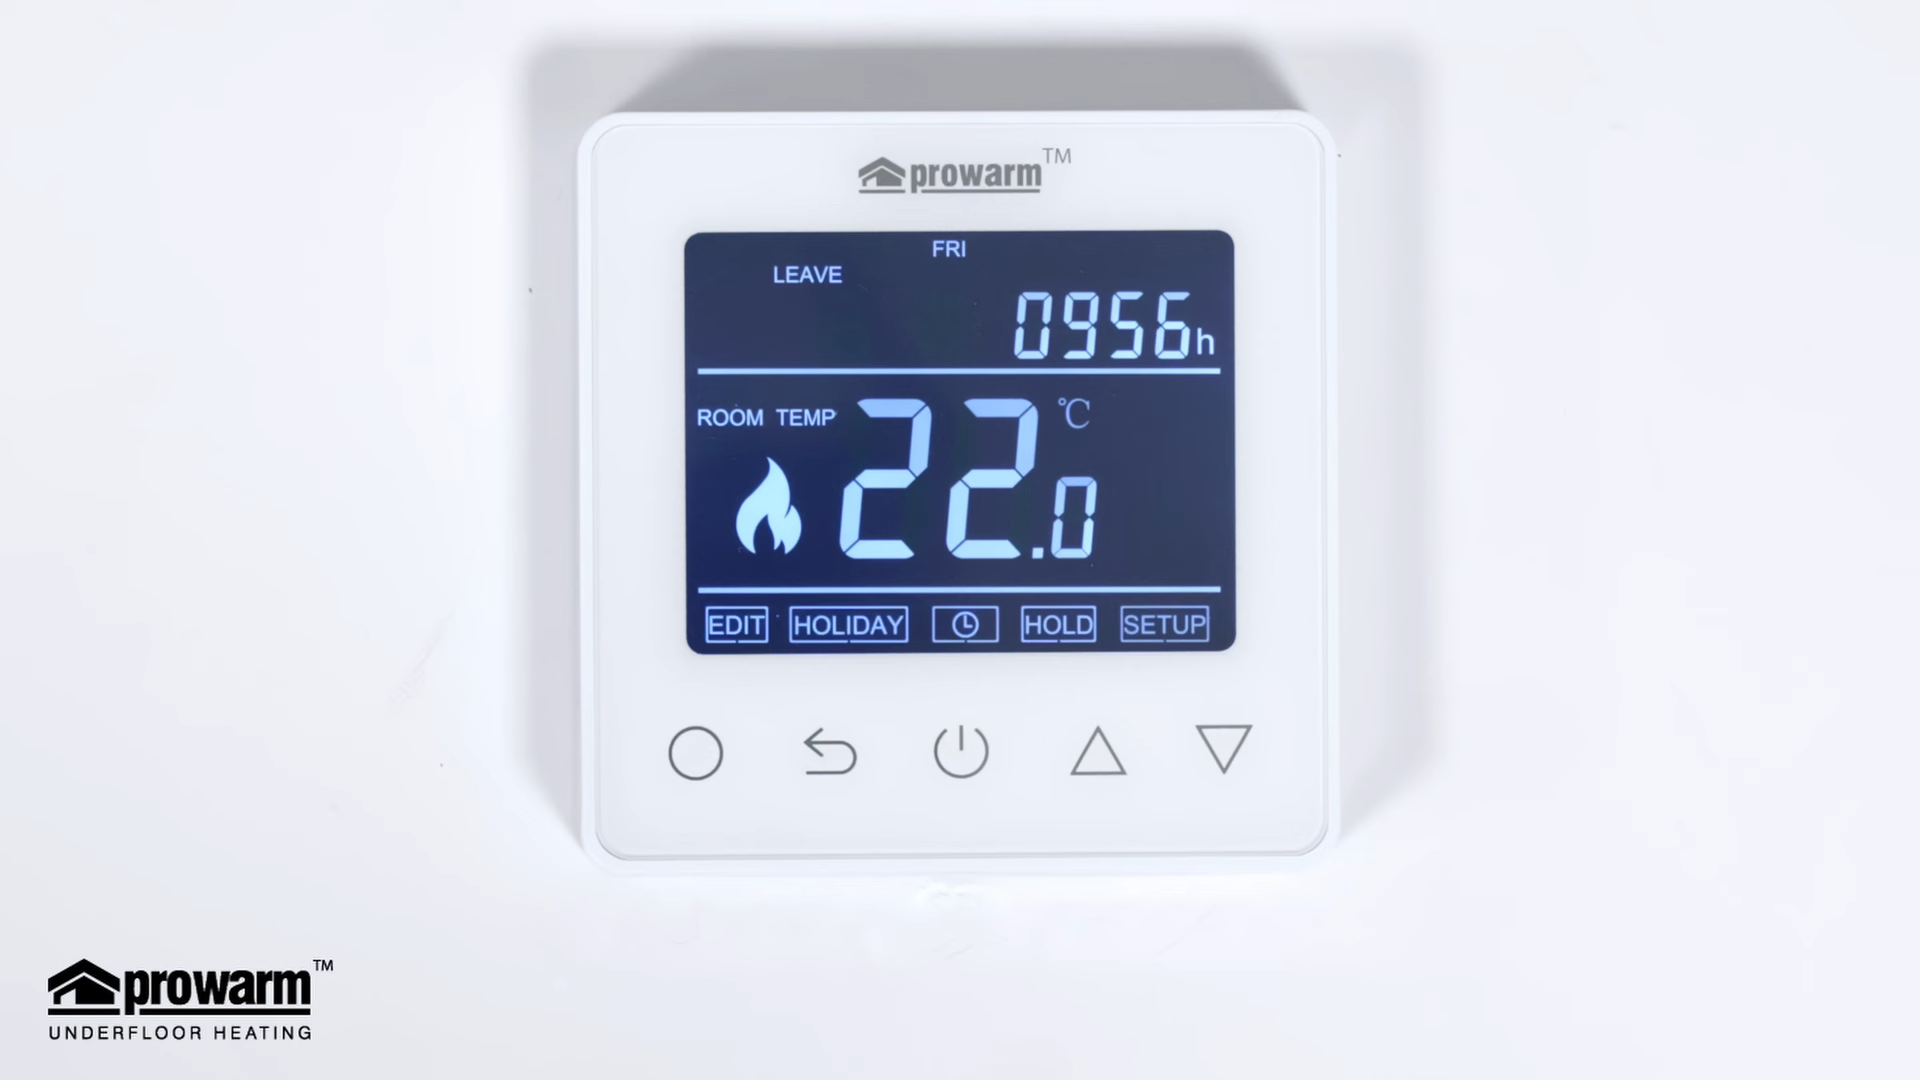 prowarm™
FRI
LEAVE
0956h
ROOM TEMP 22.0 °C
EDIT HOLIDAY HOLD SETUP
prowarm™
UNDERFLOOR HEATING